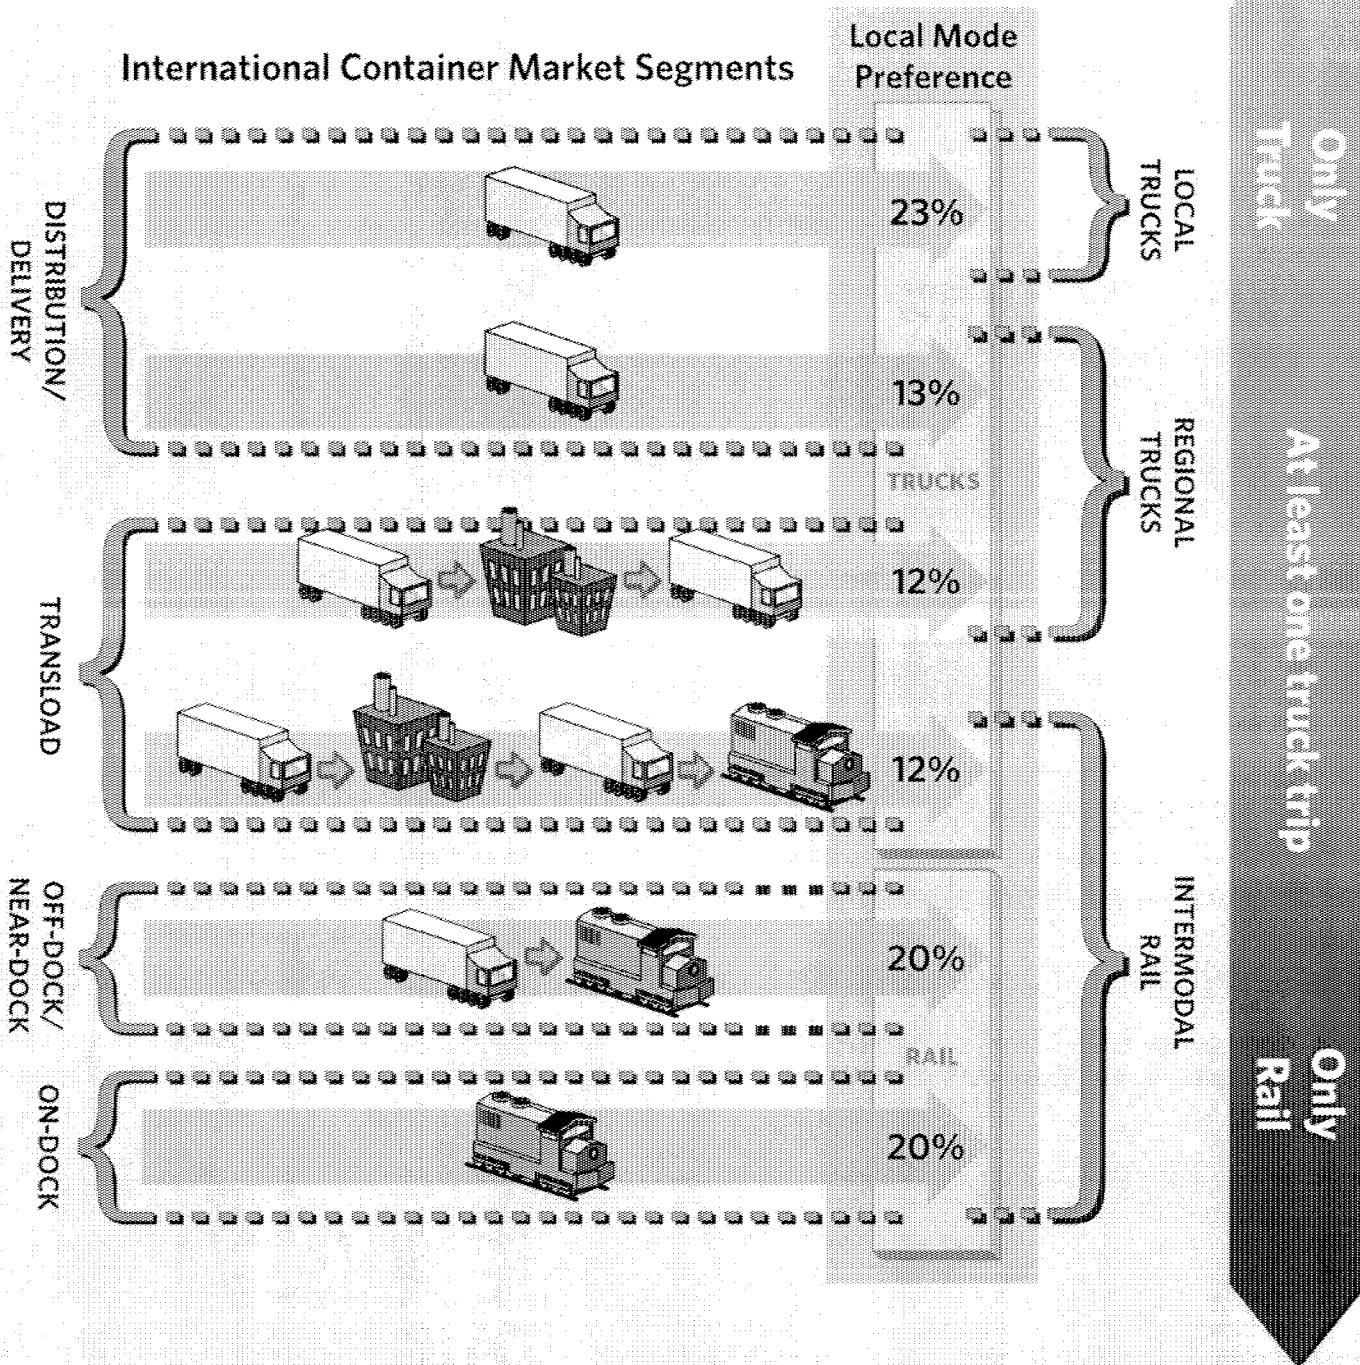 International Container Market Segments
Local Mode
Preference
DISTRIBUTION/
DELIVERY
23%
13%
TRUCKS
LOCAL
TRUCKS
REGIONAL
TRUCKS
TRANSLOAD
12%
12%
OFF-DOCK/
NEAR-DOCK
20%
RAIL
ON-DOCK
20%
INTERMODAL
RAIL
Only
Truck
At least one truck trip
Only
Rail